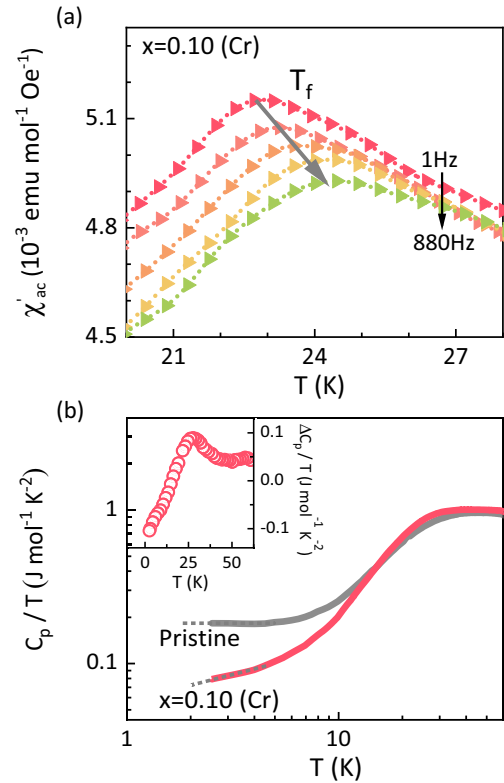 (a)
x=0.10 (Cr)
T_f
5.1
4.8
4.5
1Hz
880Hz
χ'_ac (10^-3 emu mol^-1 Oe^-1)
21
24
27
T (K)
(b)
0.1
0.0
-0.1
ΔC_p / T (J mol^-1 K^-2)
0
25
50
T (K)
1
0.1
C_p / T (J mol^-1 K^-2)
Pristine
x=0.10 (Cr)
1
10
T (K)